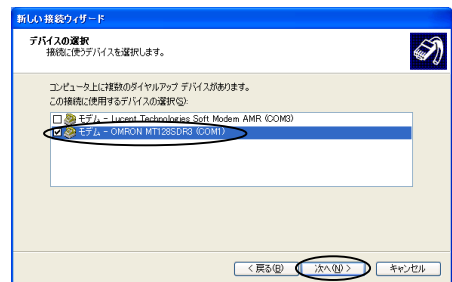 新しい接続ウィザード
デバイスの選択
接続に使うデバイスを選択します。
コンピュータ上に複数のダイヤルアップ デバイスがあります。
この接続に使用するデバイスの選択(S):
モデム - Lucent Technologies Soft Modem AMR (COM3)
モデム - OMRON MT128SDR3 (COM1)
< 戻る(B)
次へ(N) >
キャンセル